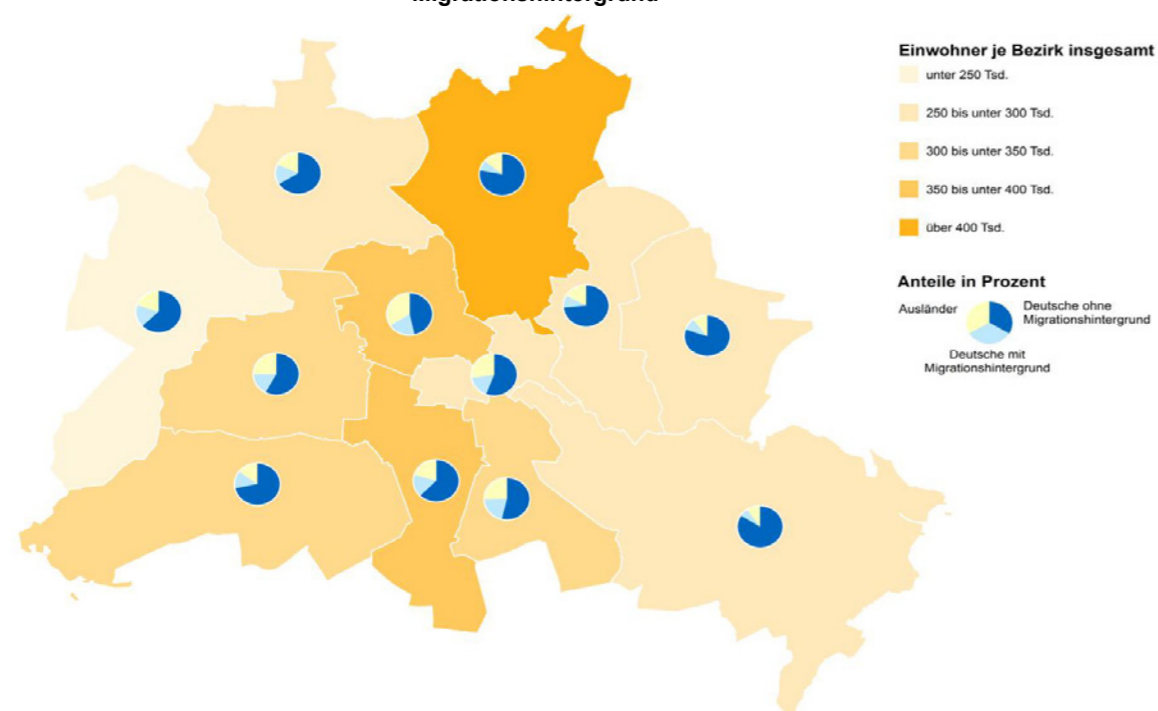 Migrationshintergrund
Einwohner je Bezirk insgesamt
unter 250 Tsd.
250 bis unter 300 Tsd.
300 bis unter 350 Tsd.
350 bis unter 400 Tsd.
über 400 Tsd.
Anteile in Prozent
Ausländer
Deutsche ohne
Migrationshintergrund
Deutsche mit
Migrationshintergrund